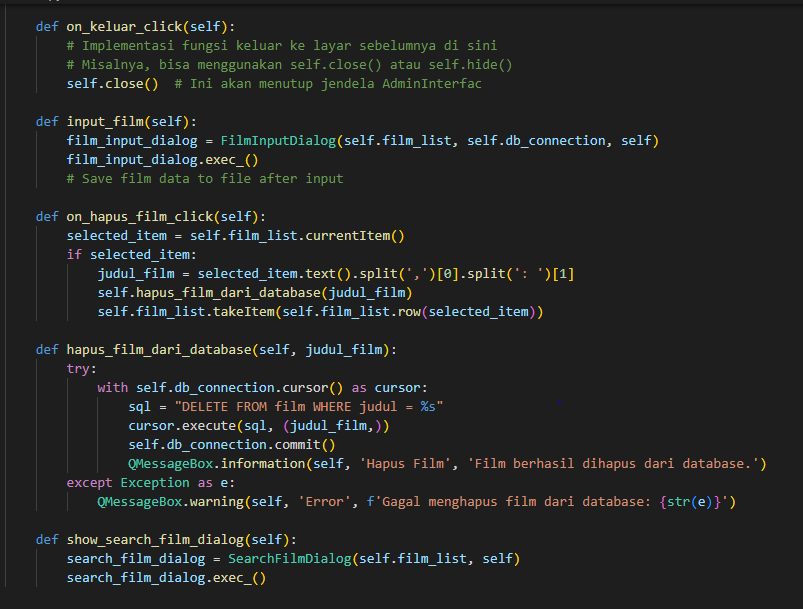 def on_keluar_click(self):
# Implementasi fungsi keluar ke layar sebelumnya di sini
# Misalnya, bisa menggunakan self.close() atau self.hide()
self.close()  # Ini akan menutup jendela AdminInterfac
def input_film(self):
film_input_dialog = FilmInputDialog(self.film_list, self.db_connection, self)
film_input_dialog.exec_()
# Save film data to file after input
def on_hapus_film_click(self):
selected_item = self.film_list.currentItem()
if selected_item:
judul_film = selected_item.text().split(',')[0].split(': ')[1]
self.hapus_film_dari_database(judul_film)
self.film_list.takeItem(self.film_list.row(selected_item))
def hapus_film_dari_database(self, judul_film):
try:
with self.db_connection.cursor() as cursor:
sql = "DELETE FROM film WHERE judul = %s"
cursor.execute(sql, (judul_film,))
self.db_connection.commit()
QMessageBox.information(self, 'Hapus Film', 'Film berhasil dihapus dari database.')
except Exception as e:
QMessageBox.warning(self, 'Error', f'Gagal menghapus film dari database: {str(e)}')
def show_search_film_dialog(self):
search_film_dialog = SearchFilmDialog(self.film_list, self)
search_film_dialog.exec_()